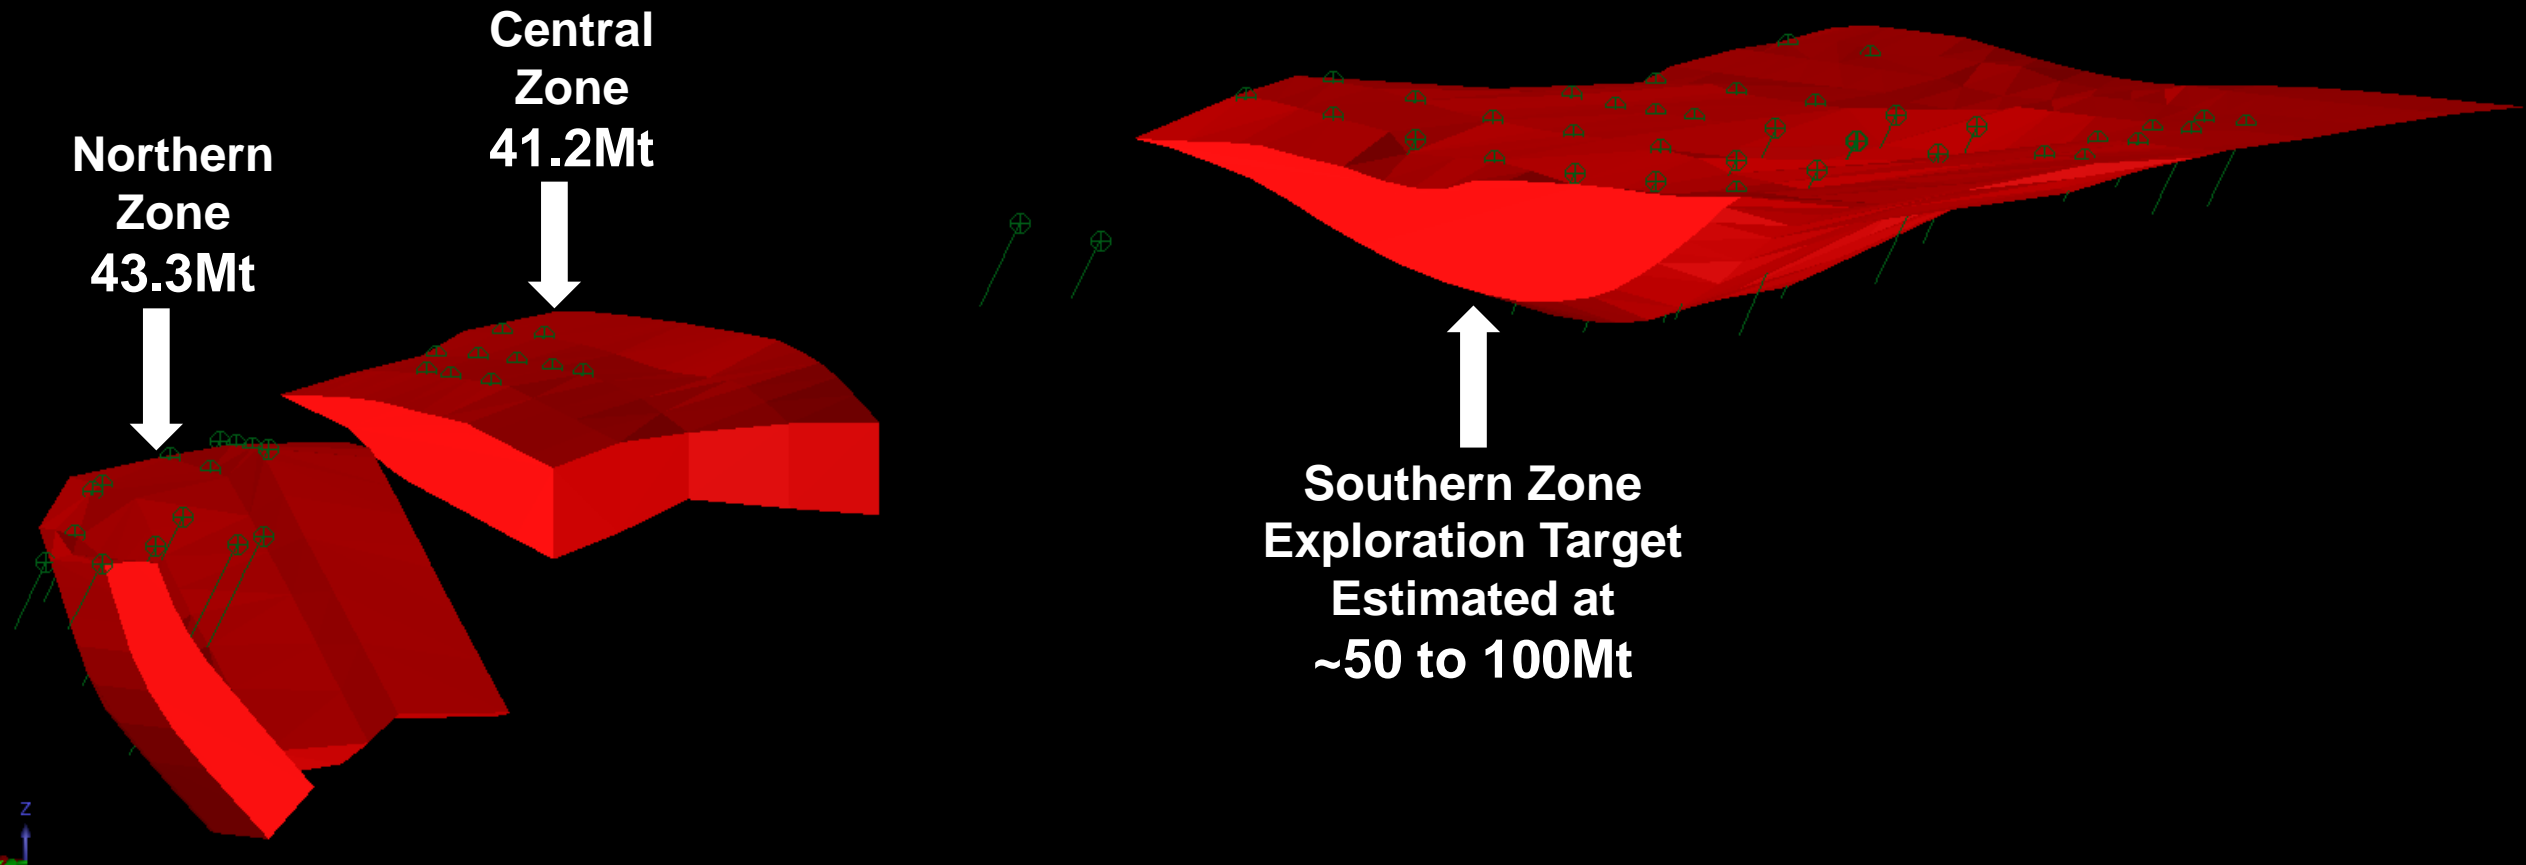 Northern
Zone
43.3Mt
Central
Zone
41.2Mt
Southern Zone
Exploration Target
Estimated at
~50 to 100Mt
Z